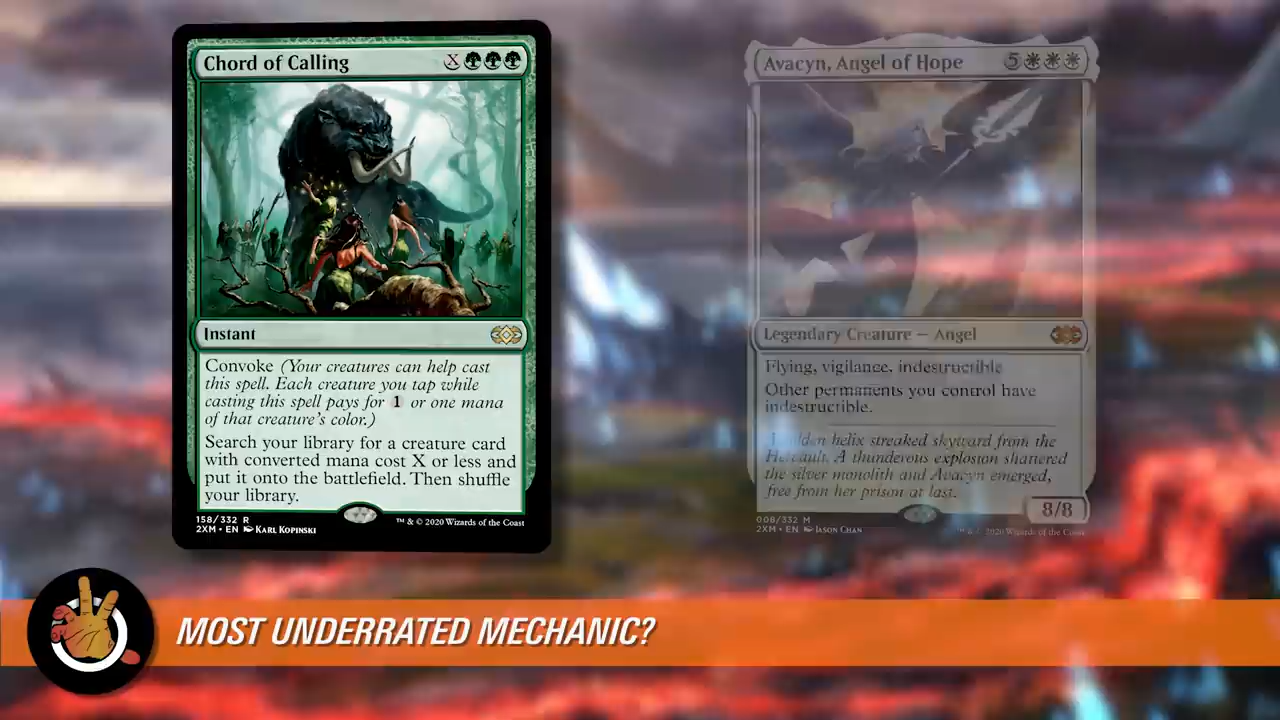 Chord of Calling X
Instant
Convoke (Your creatures can help cast
this spell. Each creature you tap while
casting this spell pays for 1 or one mana
of that creature's color.)
Search your library for a creature card
with converted mana cost X or less and
put it onto the battlefield. Then shuffle
your library.
158/332 R
2XM • EN KARL KOPINSKI
™ & © 2020 Wizards of the Coast
Avacyn, Angel of Hope 5
Legendary Creature — Angel
Flying, vigilance, indestructible
Other permanents you control have
indestructible.
A golden helix streaked skyward from the
Helvault. A thunderous explosion shattered
the silver monolith and Avacyn emerged,
free from her prison at last.
8/8
008/332 M
2XM • EN JASON CHAN
™ & © 2020 Wizards of the Coast
MOST UNDERRATED MECHANIC?